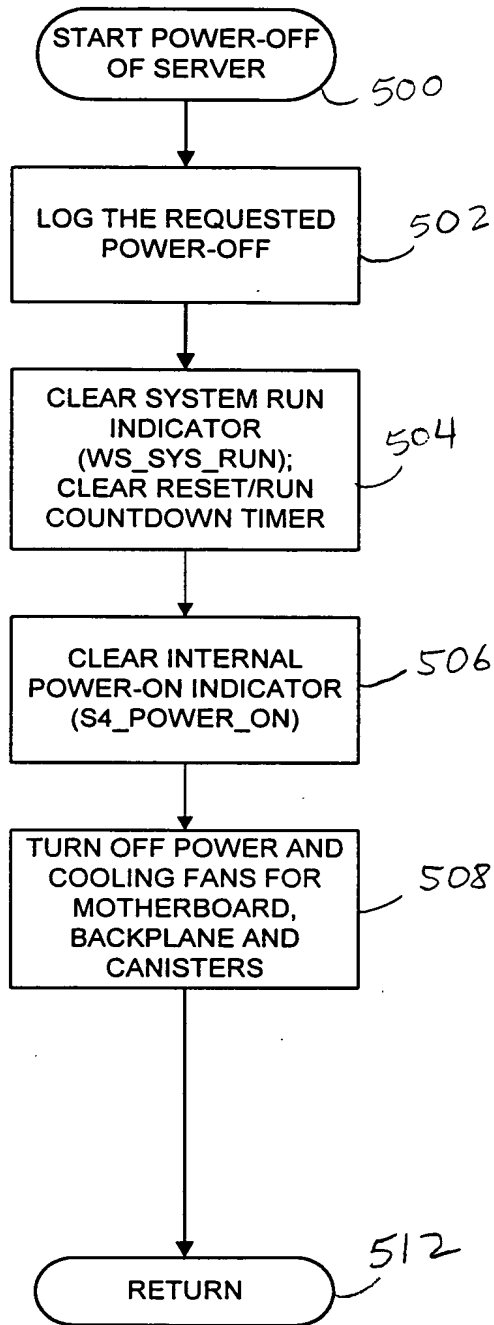 START POWER-OFF
OF SERVER
500
LOG THE REQUESTED
POWER-OFF
502
CLEAR SYSTEM RUN
INDICATOR
(WS_SYS_RUN);
CLEAR RESET/RUN
COUNTDOWN TIMER
504
CLEAR INTERNAL
POWER-ON INDICATOR
(S4_POWER_ON)
506
TURN OFF POWER AND
COOLING FANS FOR
MOTHERBOARD,
BACKPLANE AND
CANISTERS
508
RETURN
512